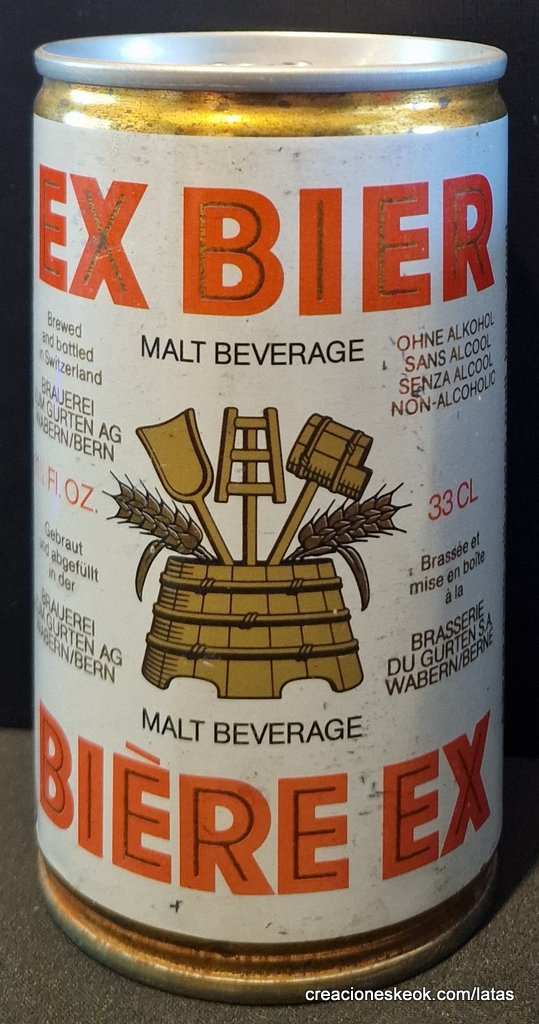 EX BIER
MALT BEVERAGE
Brewed
and bottled
in Switzerland
BRAUEREI
GURTEN AG
WABERN/BERN
FL. OZ.
Gebraut
und abgefüllt
in der
BRAUEREI
GURTEN AG
WABERN/BERN
OHNE ALKOHOL
SANS ALCOOL
SENZA ALCOOL
NON-ALCOHOLIC
33 CL
Brassée et
mise en boîte
à la
BRASSERIE
DU GURTEN S.A.
WABERN/BERNE
MALT BEVERAGE
BIÈRE EX
creacioneskeok.com/latas